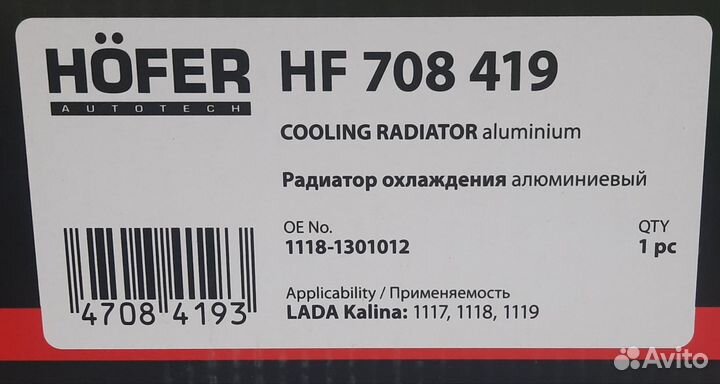 HÖFER
AUTOTECH
HF 708 419
COOLING RADIATOR aluminium
Радиатор охлаждения алюминиевый
OE No.
1118-1301012
QTY
1 pc
Applicability / Применяемость
LADA Kalina: 1117, 1118, 1119
4708 4193
Avito